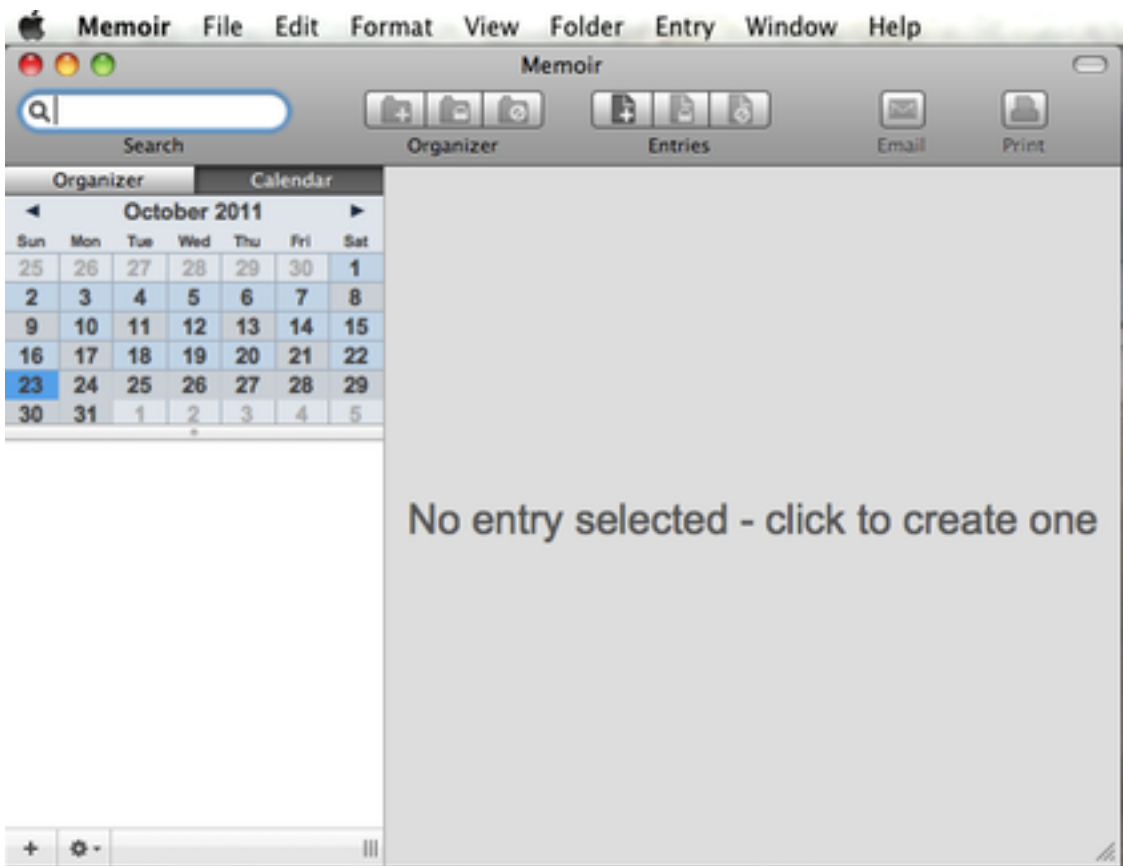 Memoir File Edit Format View Folder Entry Window Help
Memoir
Search Organizer Entries Email Print
Organizer Calendar
October 2011
Sun Mon Tue Wed Thu Fri Sat
25 26 27 28 29 30 1
2 3 4 5 6 7 8
9 10 11 12 13 14 15
16 17 18 19 20 21 22
23 24 25 26 27 28 29
30 31 1 2 3 4 5
No entry selected - click to create one